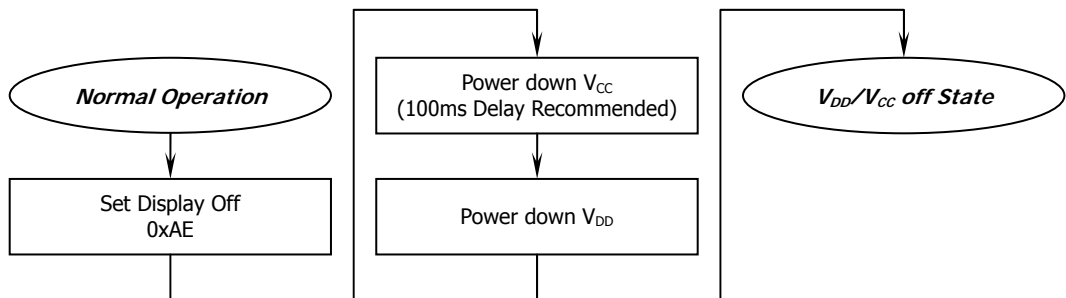 Normal Operation
Set Display Off
0xAE
Power down VCC
(100ms Delay Recommended)
Power down VDD
VDD/VCC off State